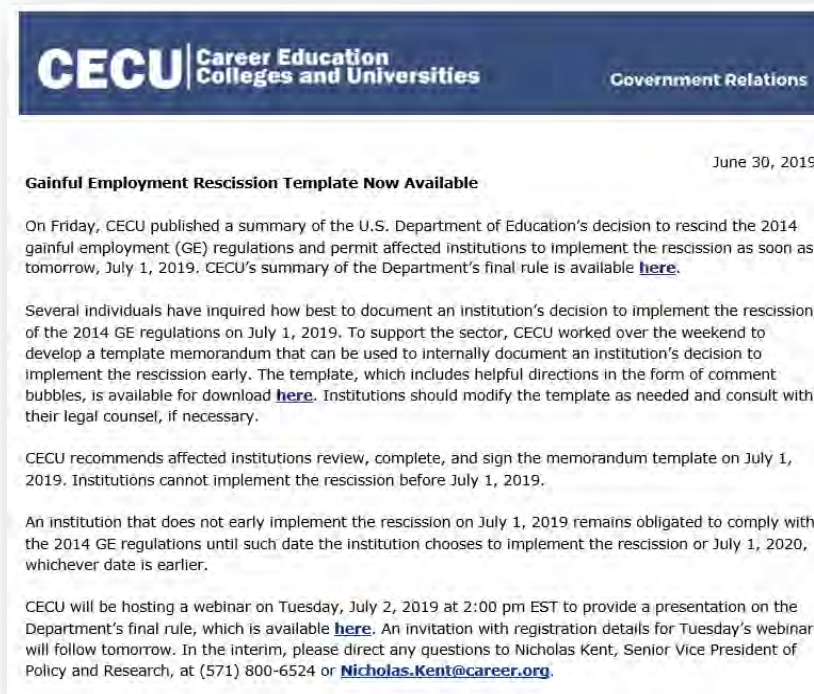 CECU Career Education
Colleges and Universities
Government Relations
June 30, 2019
Gainful Employment Rescission Template Now Available
On Friday, CECU published a summary of the U.S. Department of Education's decision to rescind the 2014
gainful employment (GE) regulations and permit affected institutions to implement the rescission as soon as
tomorrow, July 1, 2019. CECU's summary of the Department's final rule is available here.
Several individuals have inquired how best to document an institution's decision to implement the rescission
of the 2014 GE regulations on July 1, 2019. To support the sector, CECU worked over the weekend to
develop a template memorandum that can be used to internally document an institution's decision to
implement the rescission early. The template, which includes helpful directions in the form of comment
bubbles, is available for download here. Institutions should modify the template as needed and consult with
their legal counsel, if necessary.
CECU recommends affected institutions review, complete, and sign the memorandum template on July 1,
2019. Institutions cannot implement the rescission before July 1, 2019.
An institution that does not early implement the rescission on July 1, 2019 remains obligated to comply with
the 2014 GE regulations until such date the institution chooses to implement the rescission or July 1, 2020,
whichever date is earlier.
CECU will be hosting a webinar on Tuesday, July 2, 2019 at 2:00 pm EST to provide a presentation on the
Department's final rule, which is available here. An invitation with registration details for Tuesday's webinar
will follow tomorrow. In the interim, please direct any questions to Nicholas Kent, Senior Vice President of
Policy and Research, at (571) 800-6524 or Nicholas.Kent@career.org.